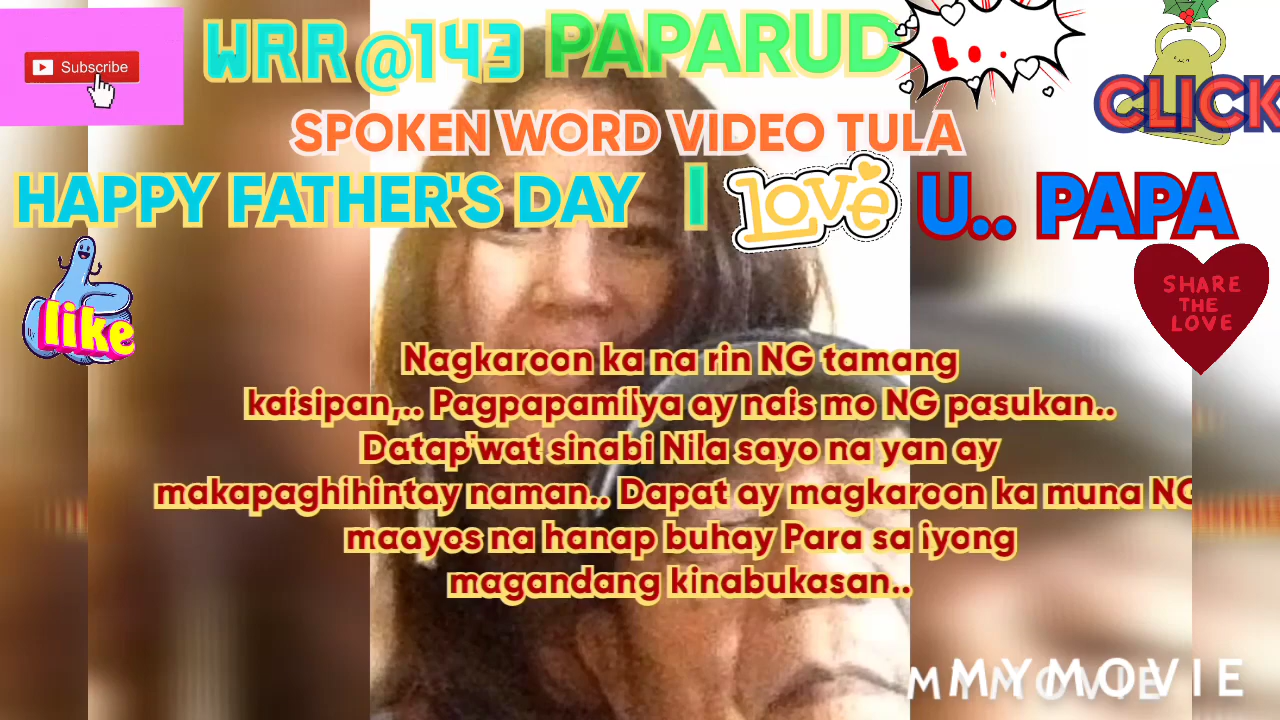 Subscribe
WRR @143 PAPARUD
L..
CLICK
SPOKEN WORD VIDEO TULA
HAPPY FATHER'S DAY I Love U.. PAPA
like
SHARE
THE
LOVE
Nagkaroon ka na rin NG tamang
kaisipan,.. Pagpapamilya ay nais mo NG pasukan..
Datap'wat sinabi Nila sayo na yan ay
makapaghihintay naman.. Dapat ay magkaroon ka muna NG
maayos na hanap buhay Para sa iyong
magandang kinabukasan..
MYMOVIE
MYMOVIE